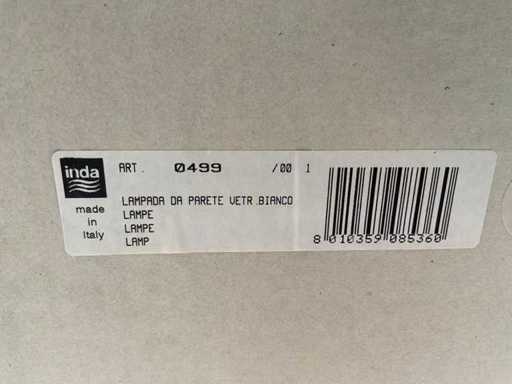 inda
made
in
Italy
ART. 0499 /00 1
LAMPADA DA PARETE VETR.BIANCO
LAMPE
LAMPE
LAMP
8 010359 085360